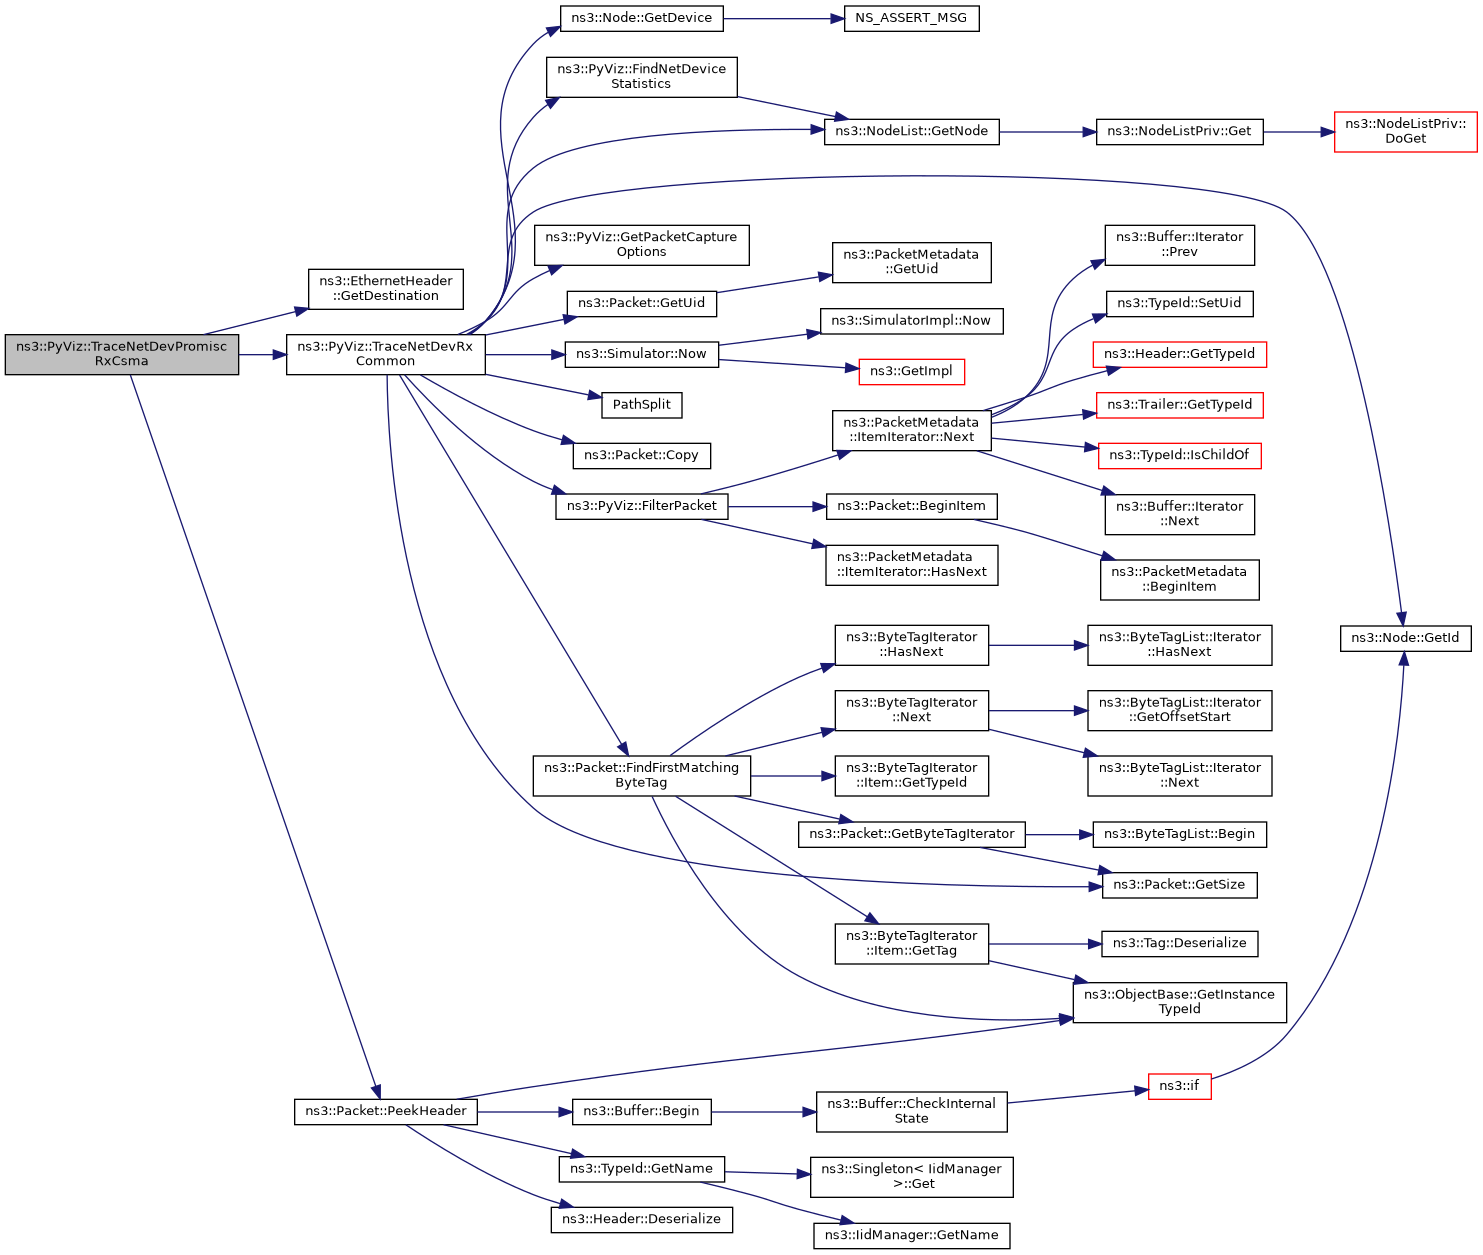 ns3::Node::GetDevice
NS_ASSERT_MSG
ns3::PyViz::FindNetDevice
Statistics
ns3::NodeList::GetNode
ns3::NodeListPriv::Get
ns3::NodeListPriv::
DoGet
ns3::PyViz::GetPacketCapture
Options
ns3::PacketMetadata
::GetUid
ns3::Buffer::Iterator
::Prev
ns3::EthernetHeader
::GetDestination
ns3::Packet::GetUid
ns3::TypeId::SetUid
ns3::SimulatorImpl::Now
ns3::PyViz::TraceNetDevPromisc
RxCsma
ns3::PyViz::TraceNetDevRx
Common
ns3::Simulator::Now
ns3::GetImpl
ns3::Header::GetTypeId
PathSplit
ns3::Trailer::GetTypeId
ns3::PacketMetadata
::ItemIterator::Next
ns3::Packet::Copy
ns3::TypeId::IsChildOf
ns3::PyViz::FilterPacket
ns3::Packet::BeginItem
ns3::Buffer::Iterator
::Next
ns3::PacketMetadata
::ItemIterator::HasNext
ns3::PacketMetadata
::BeginItem
ns3::ByteTagIterator
::HasNext
ns3::ByteTagList::Iterator
::HasNext
ns3::Node::GetId
ns3::ByteTagIterator
::Next
ns3::ByteTagList::Iterator
::GetOffsetStart
ns3::Packet::FindFirstMatching
ByteTag
ns3::ByteTagIterator
::Item::GetTypeId
ns3::ByteTagList::Iterator
::Next
ns3::Packet::GetByteTagIterator
ns3::ByteTagList::Begin
ns3::Packet::GetSize
ns3::ByteTagIterator
::Item::GetTag
ns3::Tag::Deserialize
ns3::ObjectBase::GetInstance
TypeId
ns3::if
ns3::Packet::PeekHeader
ns3::Buffer::Begin
ns3::Buffer::CheckInternal
State
ns3::TypeId::GetName
ns3::Singleton< IidManager
>::Get
ns3::Header::Deserialize
ns3::IidManager::GetName